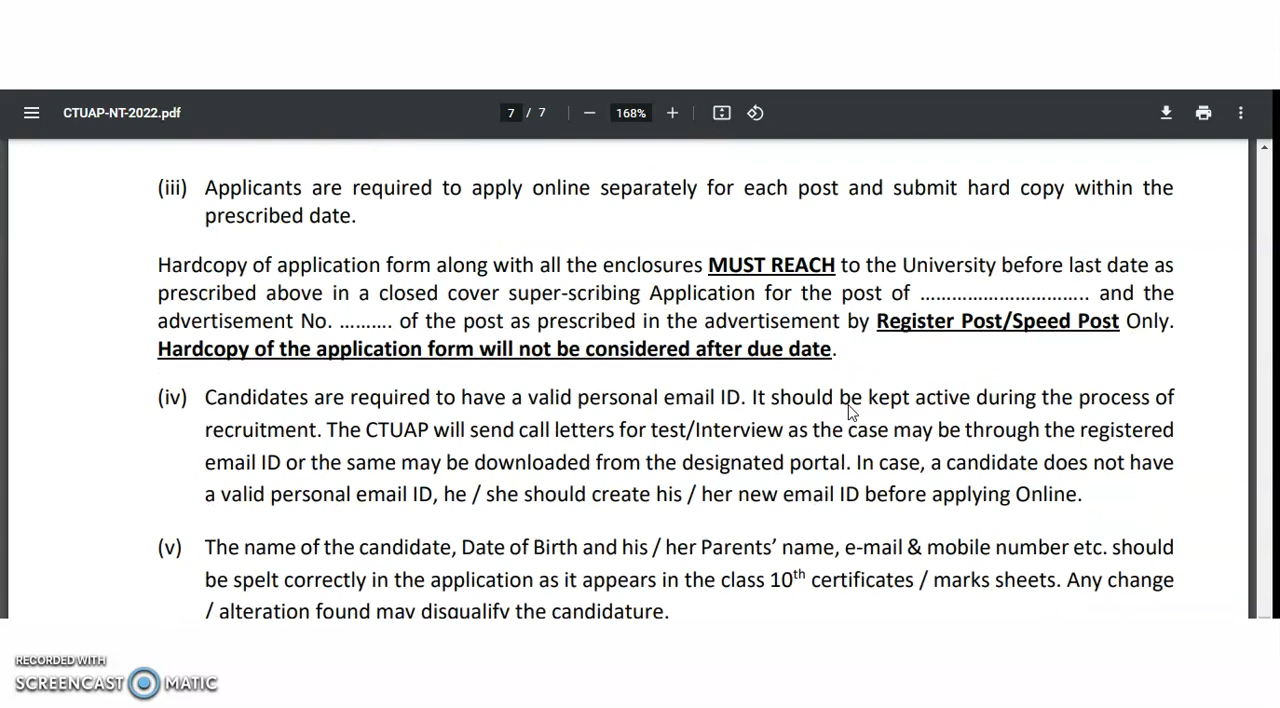 CTUAP-NT-2022.pdf
7 / 7
168%
(iii) Applicants are required to apply online separately for each post and submit hard copy within the
prescribed date.
Hardcopy of application form along with all the enclosures MUST REACH to the University before last date as
prescribed above in a closed cover super-scribing Application for the post of ………………………….. and the
advertisement No. ………. of the post as prescribed in the advertisement by Register Post/Speed Post Only.
Hardcopy of the application form will not be considered after due date.
(iv) Candidates are required to have a valid personal email ID. It should be kept active during the process of
recruitment. The CTUAP will send call letters for test/Interview as the case may be through the registered
email ID or the same may be downloaded from the designated portal. In case, a candidate does not have
a valid personal email ID, he / she should create his / her new email ID before applying Online.
(v) The name of the candidate, Date of Birth and his / her Parents’ name, e-mail & mobile number etc. should
be spelt correctly in the application as it appears in the class 10th certificates / marks sheets. Any change
/ alteration found may disqualify the candidature.
RECORDED WITH
SCREENCAST MATIC